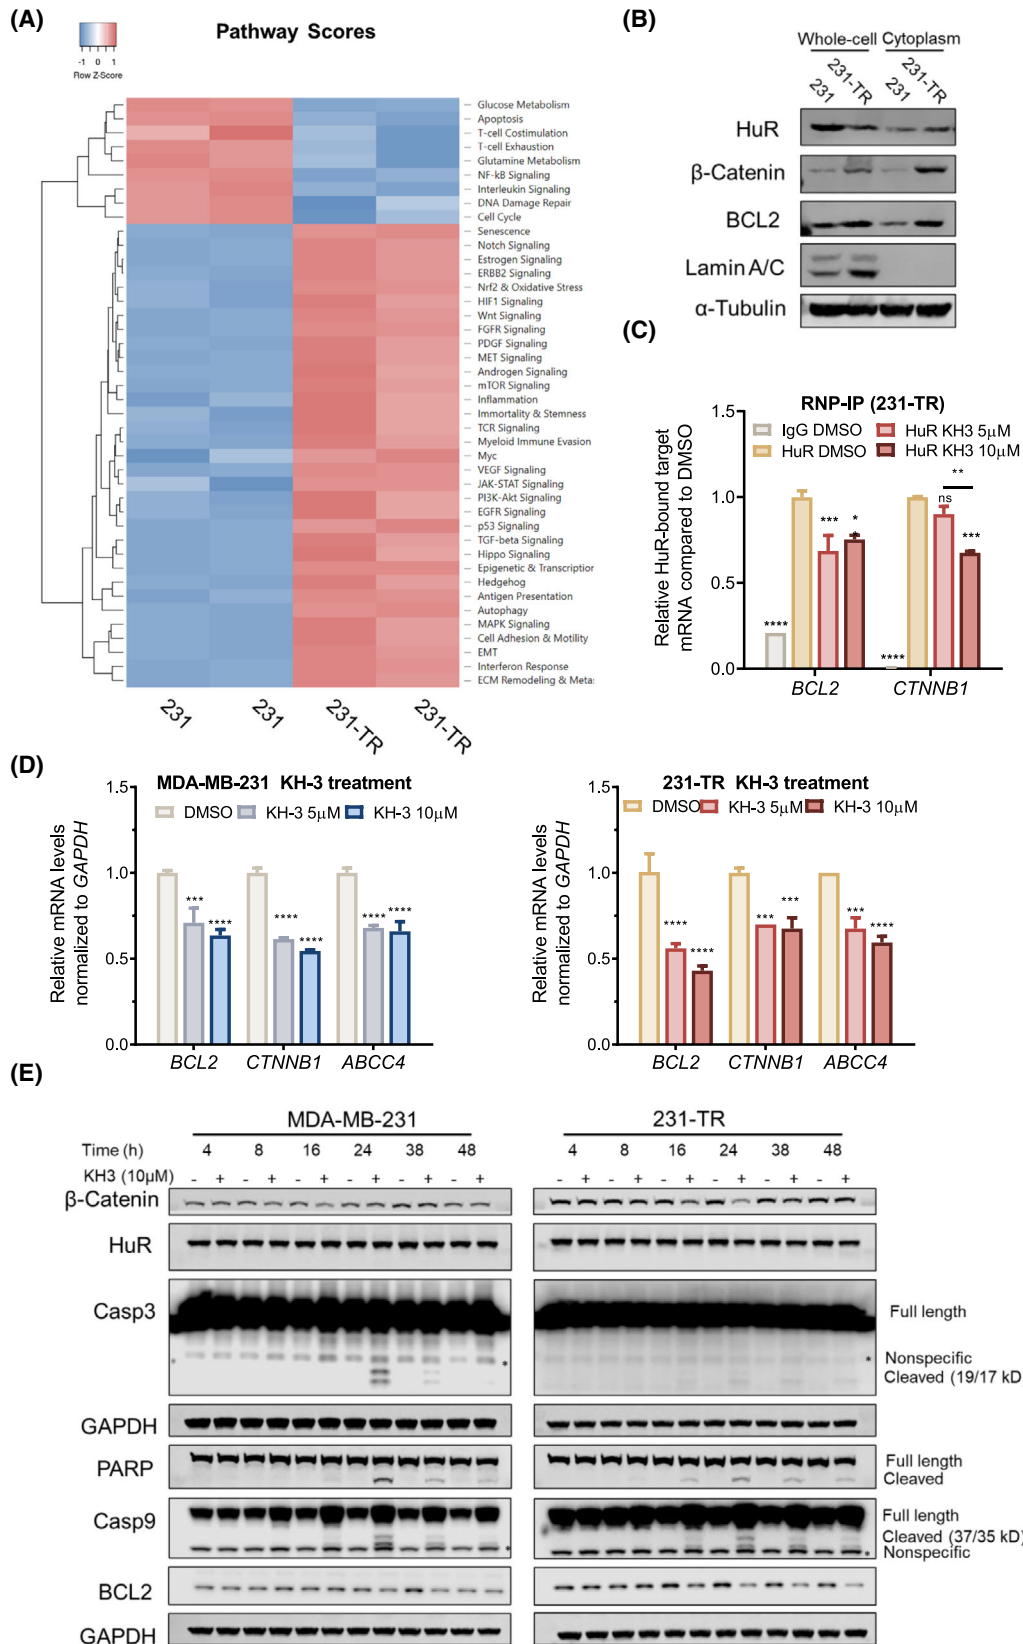 (A)
Pathway Scores
-1 0 1
Row Z-Score
Glucose Metabolism
Apoptosis
T-cell Costimulation
T-cell Exhaustion
Glutamine Metabolism
NF-kB Signaling
Interleukin Signaling
DNA Damage Repair
Cell Cycle
Senescence
Notch Signaling
Estrogen Signaling
ERBB2 Signaling
Nrf2 & Oxidative Stress
HIF1 Signaling
Wnt Signaling
FGFR Signaling
PDGF Signaling
MET Signaling
Androgen Signaling
mTOR Signaling
Inflammation
Immortality & Stemness
TCR Signaling
Myeloid Immune Evasion
Myc
VEGF Signaling
JAK-STAT Signaling
PI3K-Akt Signaling
EGFR Signaling
p53 Signaling
TGF-beta Signaling
Hippo Signaling
Epigenetic & Transcription
Hedgehog
Antigen Presentation
Autophagy
MAPK Signaling
Cell Adhesion & Motility
EMT
Interferon Response
ECM Remodeling & Metas
231 231 231-TR 231-TR
(B)
Whole-cell Cytoplasm
231 231-TR 231 231-TR
HuR
β-Catenin
BCL2
Lamin A/C
α-Tubulin
(C)
RNP-IP (231-TR)
IgG DMSO HuR KH3 5μM
HuR DMSO HuR KH3 10μM
Relative HuR-bound target
mRNA compared to DMSO
1.5
1.0
0.5
0.0
**** *** * **** ns *** **
BCL2 CTNNB1
(D)
MDA-MB-231 KH-3 treatment
DMSO KH-3 5μM KH-3 10μM
Relative mRNA levels
normalized to GAPDH
1.5
1.0
0.5
0.0
*** **** **** **** **** ****
BCL2 CTNNB1 ABCC4
231-TR KH-3 treatment
DMSO KH-3 5μM KH-3 10μM
Relative mRNA levels
normalized to GAPDH
1.5
1.0
0.5
0.0
**** **** *** *** *** ****
BCL2 CTNNB1 ABCC4
(E)
MDA-MB-231 231-TR
Time (h) 4 8 16 24 38 48 4 8 16 24 38 48
KH3 (10μM) - + - + - + - + - + - + - + - + - + - + - + - +
β-Catenin
HuR
Casp3 Full length
* * Nonspecific
Cleaved (19/17 kD
GAPDH
PARP Full length
Cleaved
Casp9 Full length
Cleaved (37/35 kD)
* * Nonspecific
BCL2
GAPDH